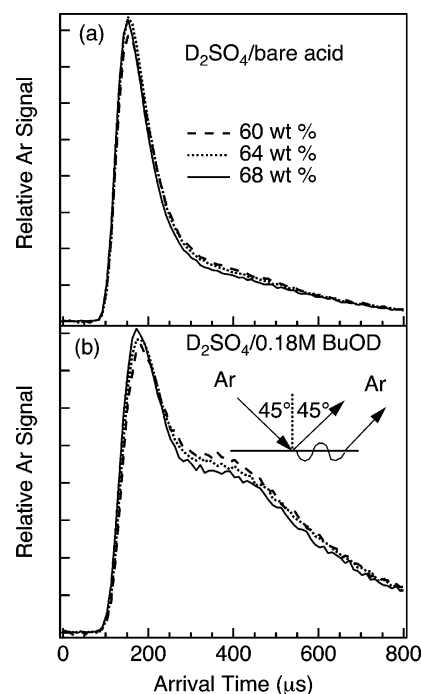 (a)
D₂SO₄/bare acid
60 wt %
64 wt %
68 wt %
Relative Ar Signal
(b)
D₂SO₄/0.18M BuOD
Ar
Ar
45°
45°
Relative Ar Signal
0 200 400 600 800
Arrival Time (μs)